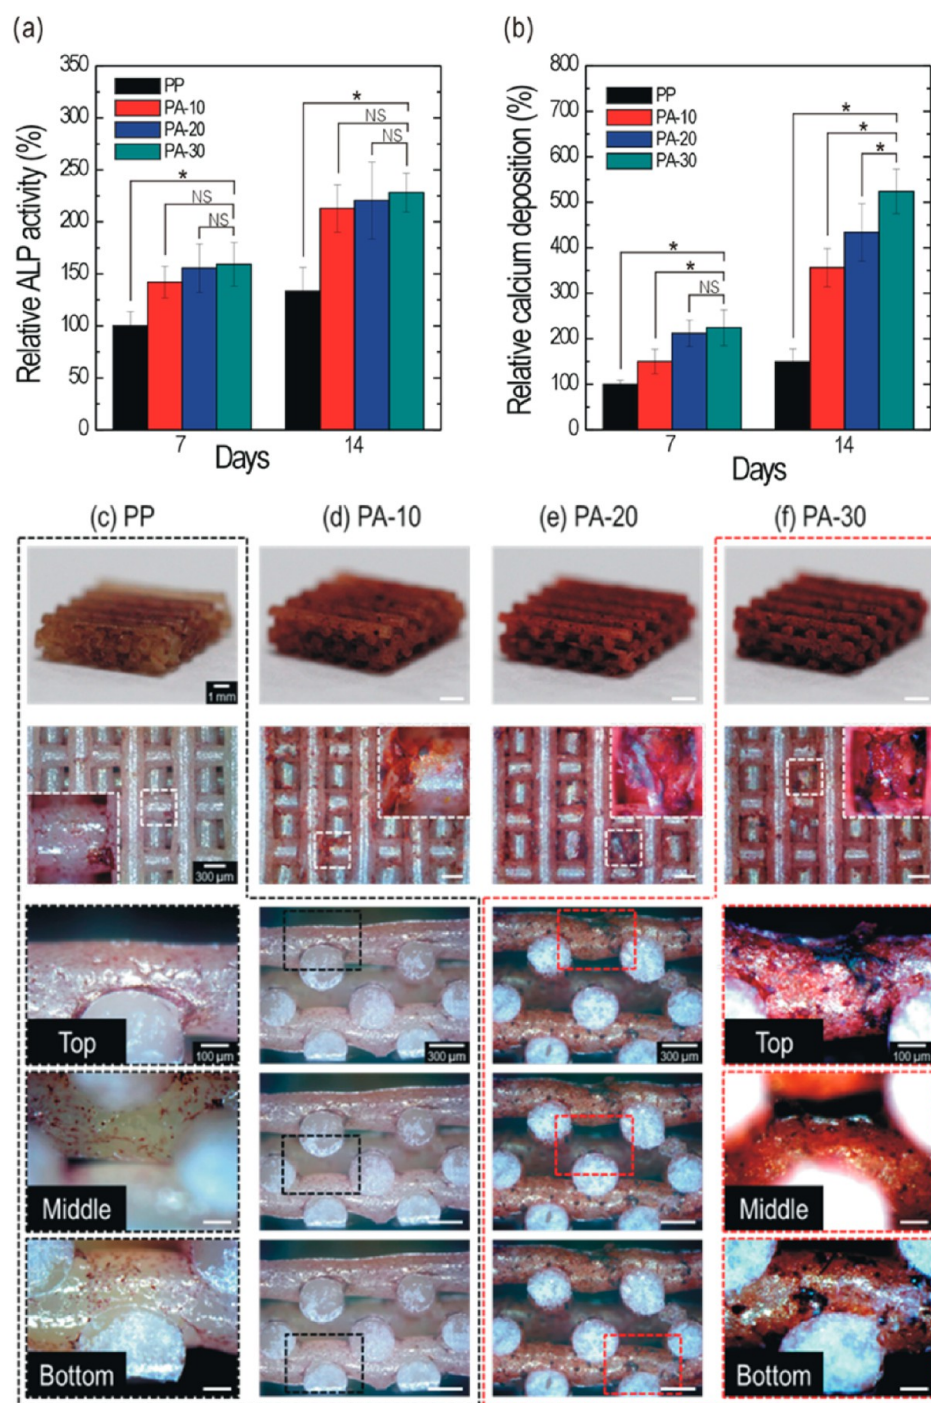 (a)
350
300
250
200
150
100
50
0
Relative ALP activity (%)
PP
PA-10
PA-20
PA-30
*
NS
NS
*
NS
NS
7
14
Days
(b)
800
700
600
500
400
300
200
100
0
Relative calcium deposition (%)
PP
PA-10
PA-20
PA-30
*
*
NS
*
*
*
7
14
Days
(c) PP
(d) PA-10
(e) PA-20
(f) PA-30
1 mm
300 µm
Top
100 µm
300 µm
300 µm
Top
100 µm
Middle
Middle
Bottom
Bottom